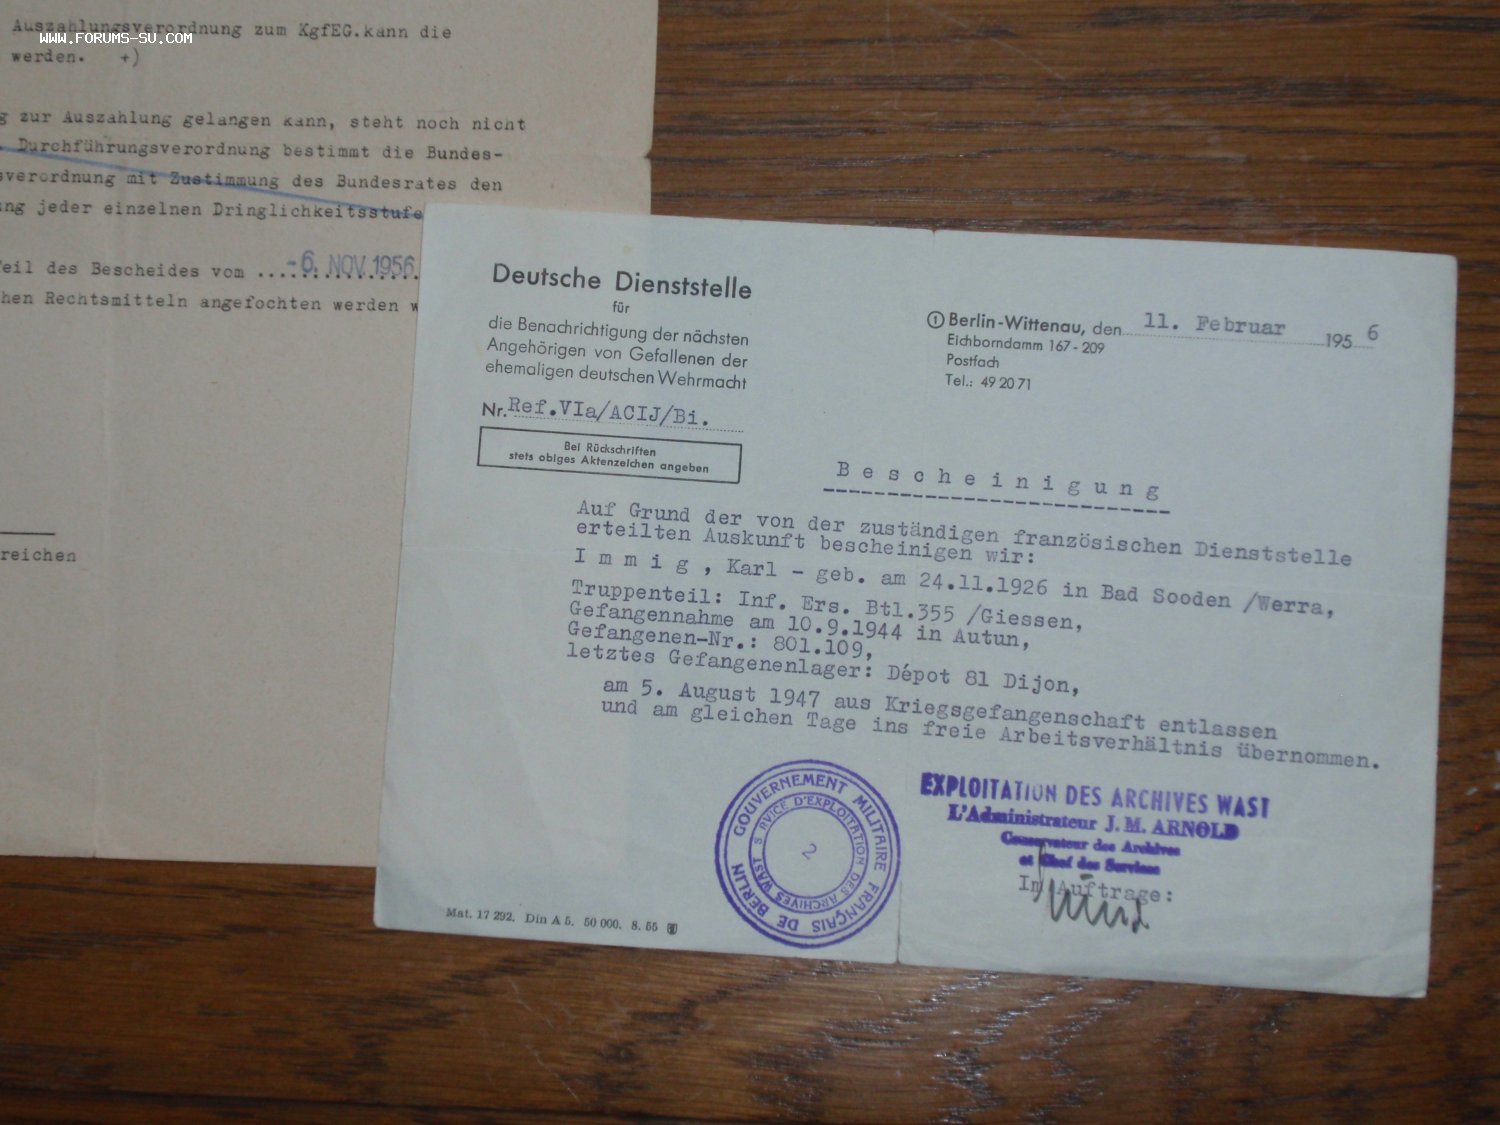 Auszahlungsverordnung zum KgfEG.kann die
www.FORUMS-SU.COM
werden. +)
g zur Auszahlung gelangen kann, steht noch nicht
. Durchführungsverordnung bestimmt die Bundes-
sverordnung mit Zustimmung des Bundesrates den
ng jeder einzelnen Dringlichkeitsstufe
eil des Bescheides vom ................
-6. NOV. 1956
hen Rechtsmitteln angefochten werden w
reichen
Deutsche Dienststelle
für
die Benachrichtigung der nächsten
Angehörigen von Gefallenen der
ehemaligen deutschen Wehrmacht
Nr. Ref.VIa/ACIJ/Bi.
Bei Rückschriften
stets obiges Aktenzeichen angeben
① Berlin-Wittenau, den 11. Februar 195 6
Eichborndamm 167 - 209
Postfach
Tel.: 49 20 71
B e s c h e i n i g u n g
Auf Grund der von der zuständigen französischen Dienststelle
erteilten Auskunft bescheinigen wir:
I m m i g , Karl - geb. am 24.11.1926 in Bad Sooden /Werra,
Truppenteil: Inf. Ers. Btl.355 /Giessen,
Gefangennahme am 10.9.1944 in Autun,
Gefangenen-Nr.: 801.109,
letztes Gefangenenlager: Dépot 81 Dijon,
am 5. August 1947 aus Kriegsgefangenschaft entlassen
und am gleichen Tage ins freie Arbeitsverhältnis übernommen.
GOUVERNEMENT MILITAIRE FRANÇAIS DE BERLIN
S RVICE D'EXPLOITATION DES ARCHIVES WAST
2
EXPLOITATION DES ARCHIVES WAST
L'Administrateur J. M. ARNOLD
Conservateur des Archives
et Chef des Services
Im Auftrage:
Mat. 17 292. Din A 5. 50 000. 8. 55